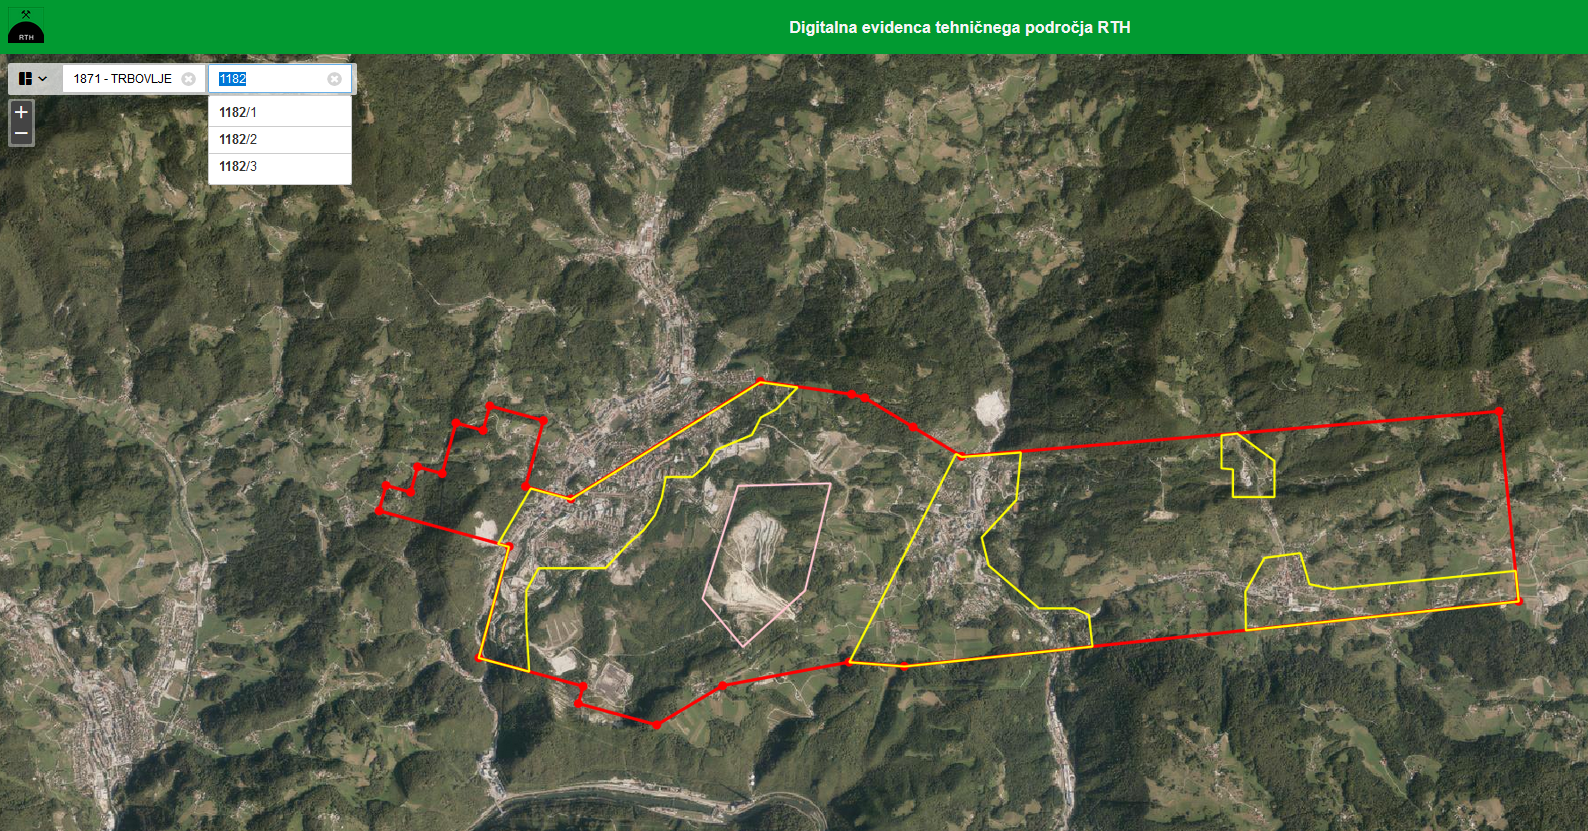 RTH
Digitalna evidenca tehničnega področja RTH
1871 - TRBOVLJE
1182
1182/1
1182/2
1182/3
+
−